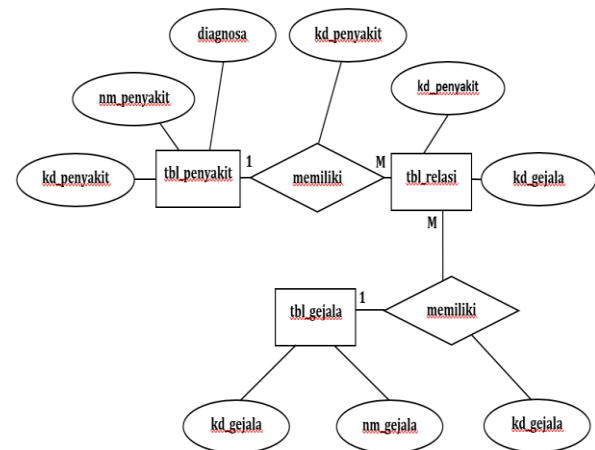 diagnosa
kd_penyakit
nm_penyakit
kd_penyakit
kd_penyakit
tbl_penyakit
1
memiliki
M
tbl_relasi
kd_gejala
M
tbl_gejala
1
memiliki
kd_gejala
nm_gejala
kd_gejala